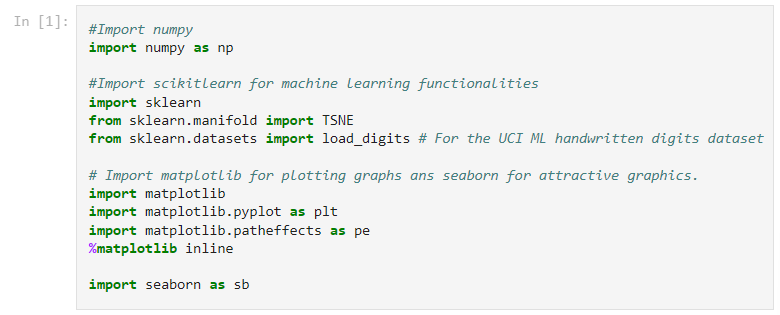 In [1]:
#Import numpy
import numpy as np
#Import scikitlearn for machine learning functionalities
import sklearn
from sklearn.manifold import TSNE
from sklearn.datasets import load_digits # For the UCI ML handwritten digits dataset
# Import matplotlib for plotting graphs ans seaborn for attractive graphics.
import matplotlib
import matplotlib.pyplot as plt
import matplotlib.patheffects as pe
%matplotlib inline
import seaborn as sb